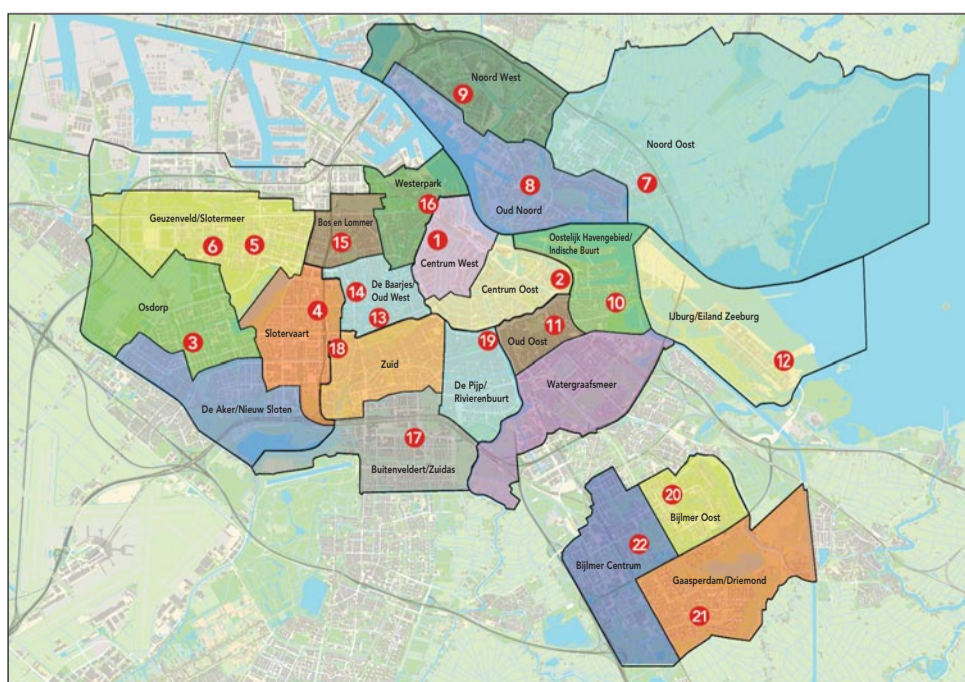 Noord West
9
Noord Oost
7
8
Oud Noord
Westerpark
16
Geuzenveld/Slotermeer
6
5
Bos en Lommer
15
1
Centrum West
Oostelijk Havengebied/
Indische Buurt
2
Centrum Oost
10
14
De Baarjes/
Oud West
13
Osdorp
3
4
Slotervaart
IJburg/Eiland Zeeburg
12
11
Oud Oost
18
Zuid
19
De Pijp/
Rivierenbuurt
Watergraafsmeer
De Aker/Nieuw Sloten
17
Buitenveldert/Zuidas
20
Bijlmer Oost
22
Bijlmer Centrum
Gaasperdam/Driemond
21